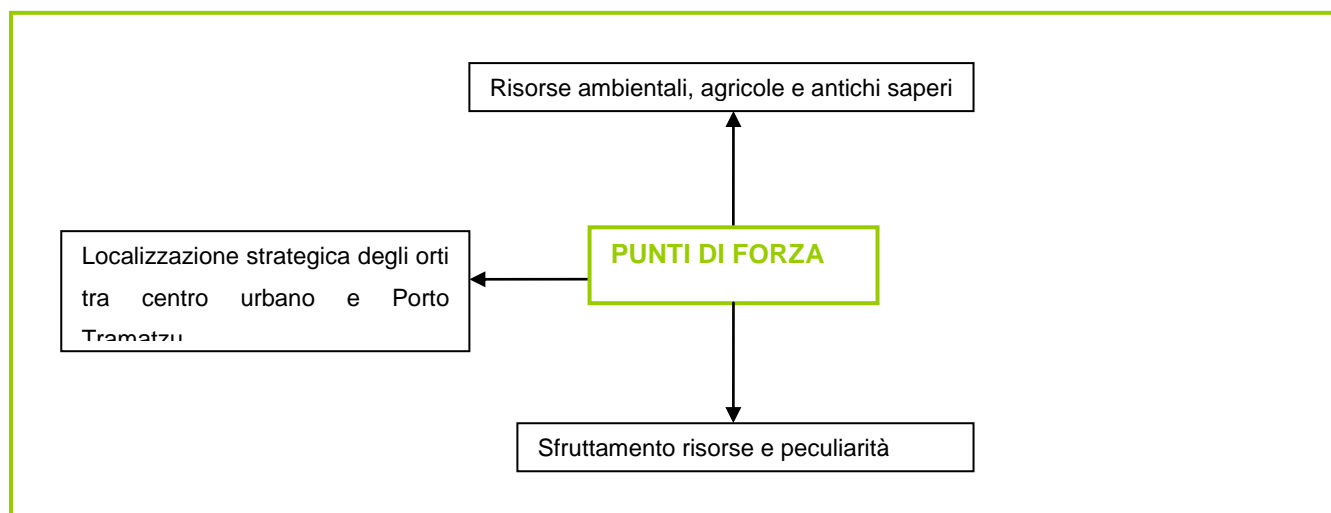 Risorse ambientali, agricole e antichi saperi
Localizzazione strategica degli orti
tra centro urbano e Porto
Tramatzu
PUNTI DI FORZA
Sfruttamento risorse e peculiarità